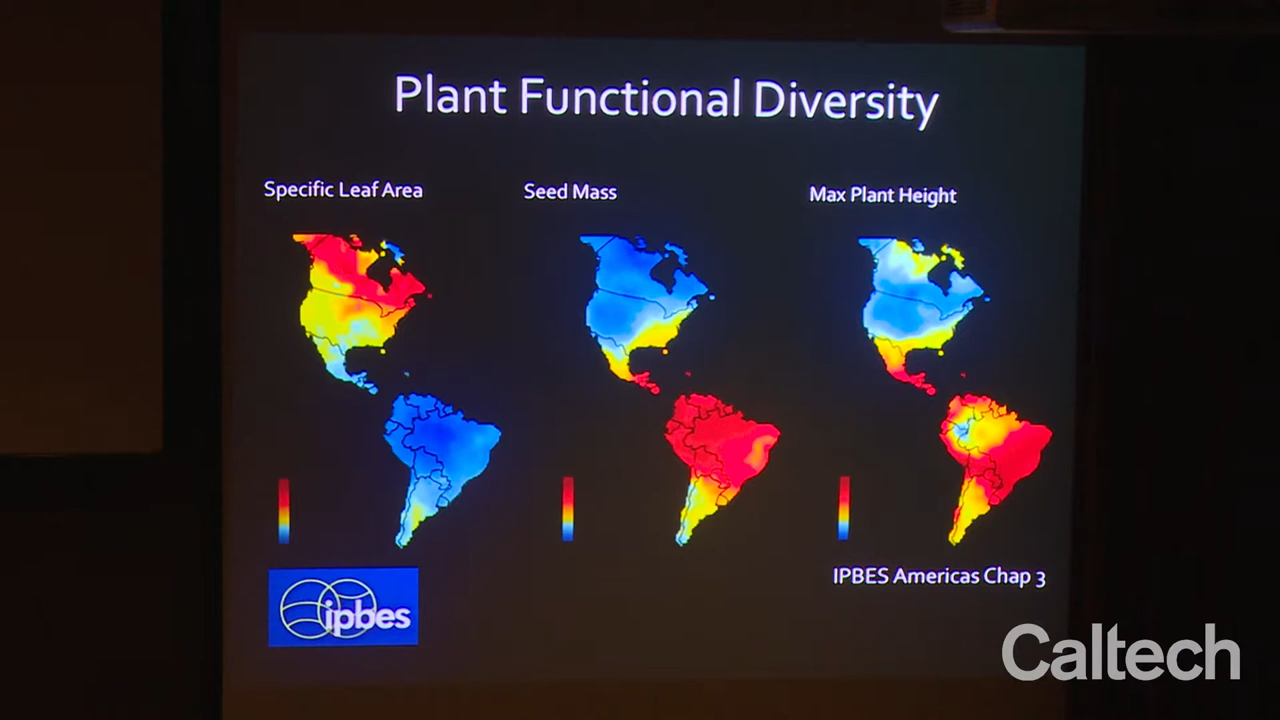 Plant Functional Diversity
Specific Leaf Area
Seed Mass
Max Plant Height
IPBES Americas Chap 3
ipbes
Caltech